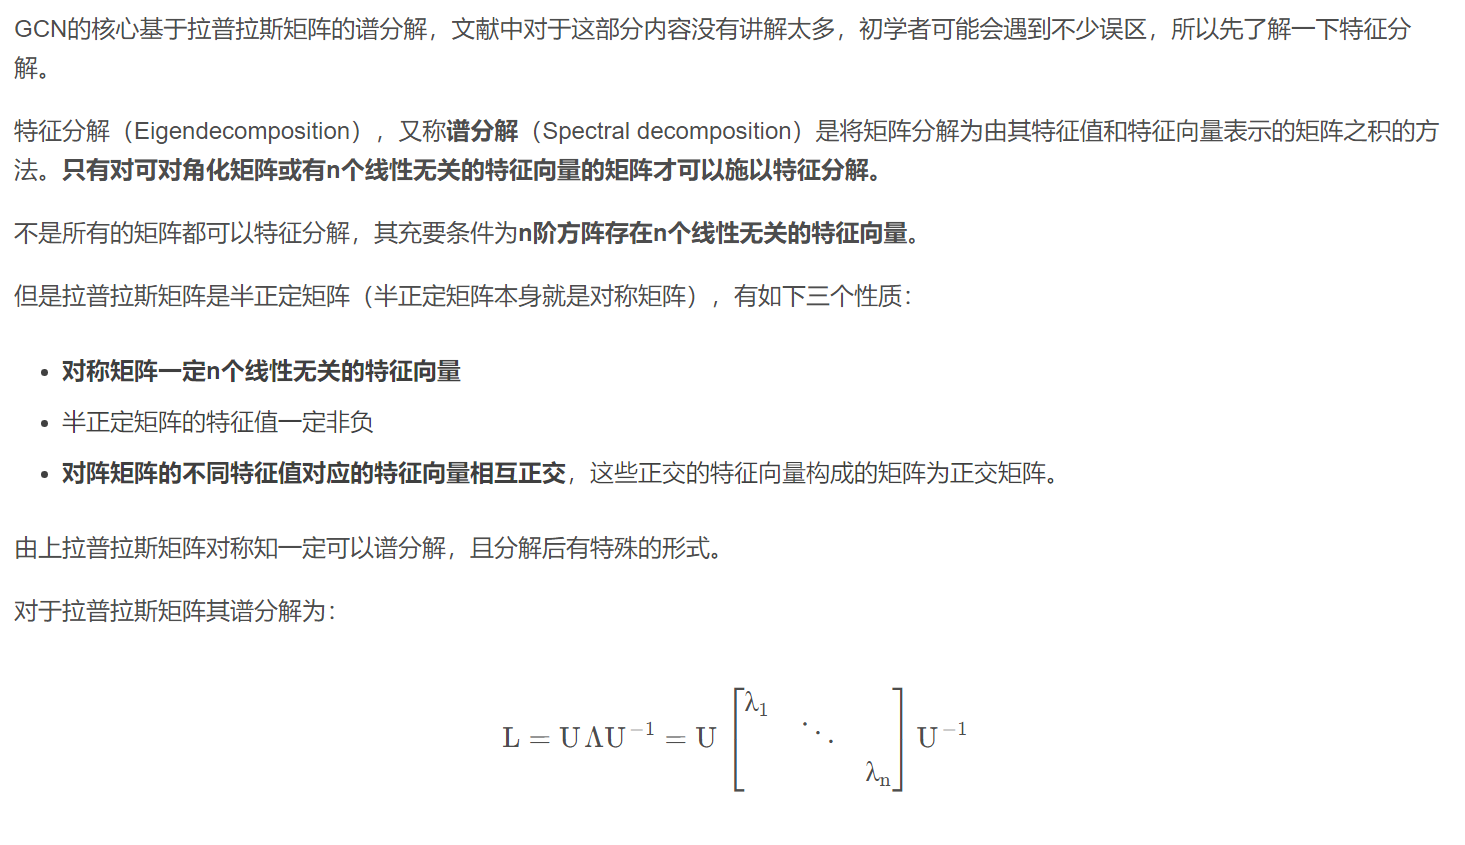 GCN的核心基于拉普拉斯矩阵的谱分解，文献中对于这部分内容没有讲解太多，初学者可能会遇到不少误区，所以先了解一下特征分
解。
特征分解（Eigendecomposition），又称谱分解（Spectral decomposition）是将矩阵分解为由其特征值和特征向量表示的矩阵之积的方
法。只有对可对角化矩阵或有n个线性无关的特征向量的矩阵才可以施以特征分解。
不是所有的矩阵都可以特征分解，其充要条件为n阶方阵存在n个线性无关的特征向量。
但是拉普拉斯矩阵是半正定矩阵（半正定矩阵本身就是对称矩阵），有如下三个性质：
• 对称矩阵一定n个线性无关的特征向量
• 半正定矩阵的特征值一定非负
• 对阵矩阵的不同特征值对应的特征向量相互正交，这些正交的特征向量构成的矩阵为正交矩阵。
由上拉普拉斯矩阵对称知一定可以谱分解，且分解后有特殊的形式。
对于拉普拉斯矩阵其谱分解为：
L = UΛU⁻¹ = U [λ₁ ⋱ λₙ] U⁻¹